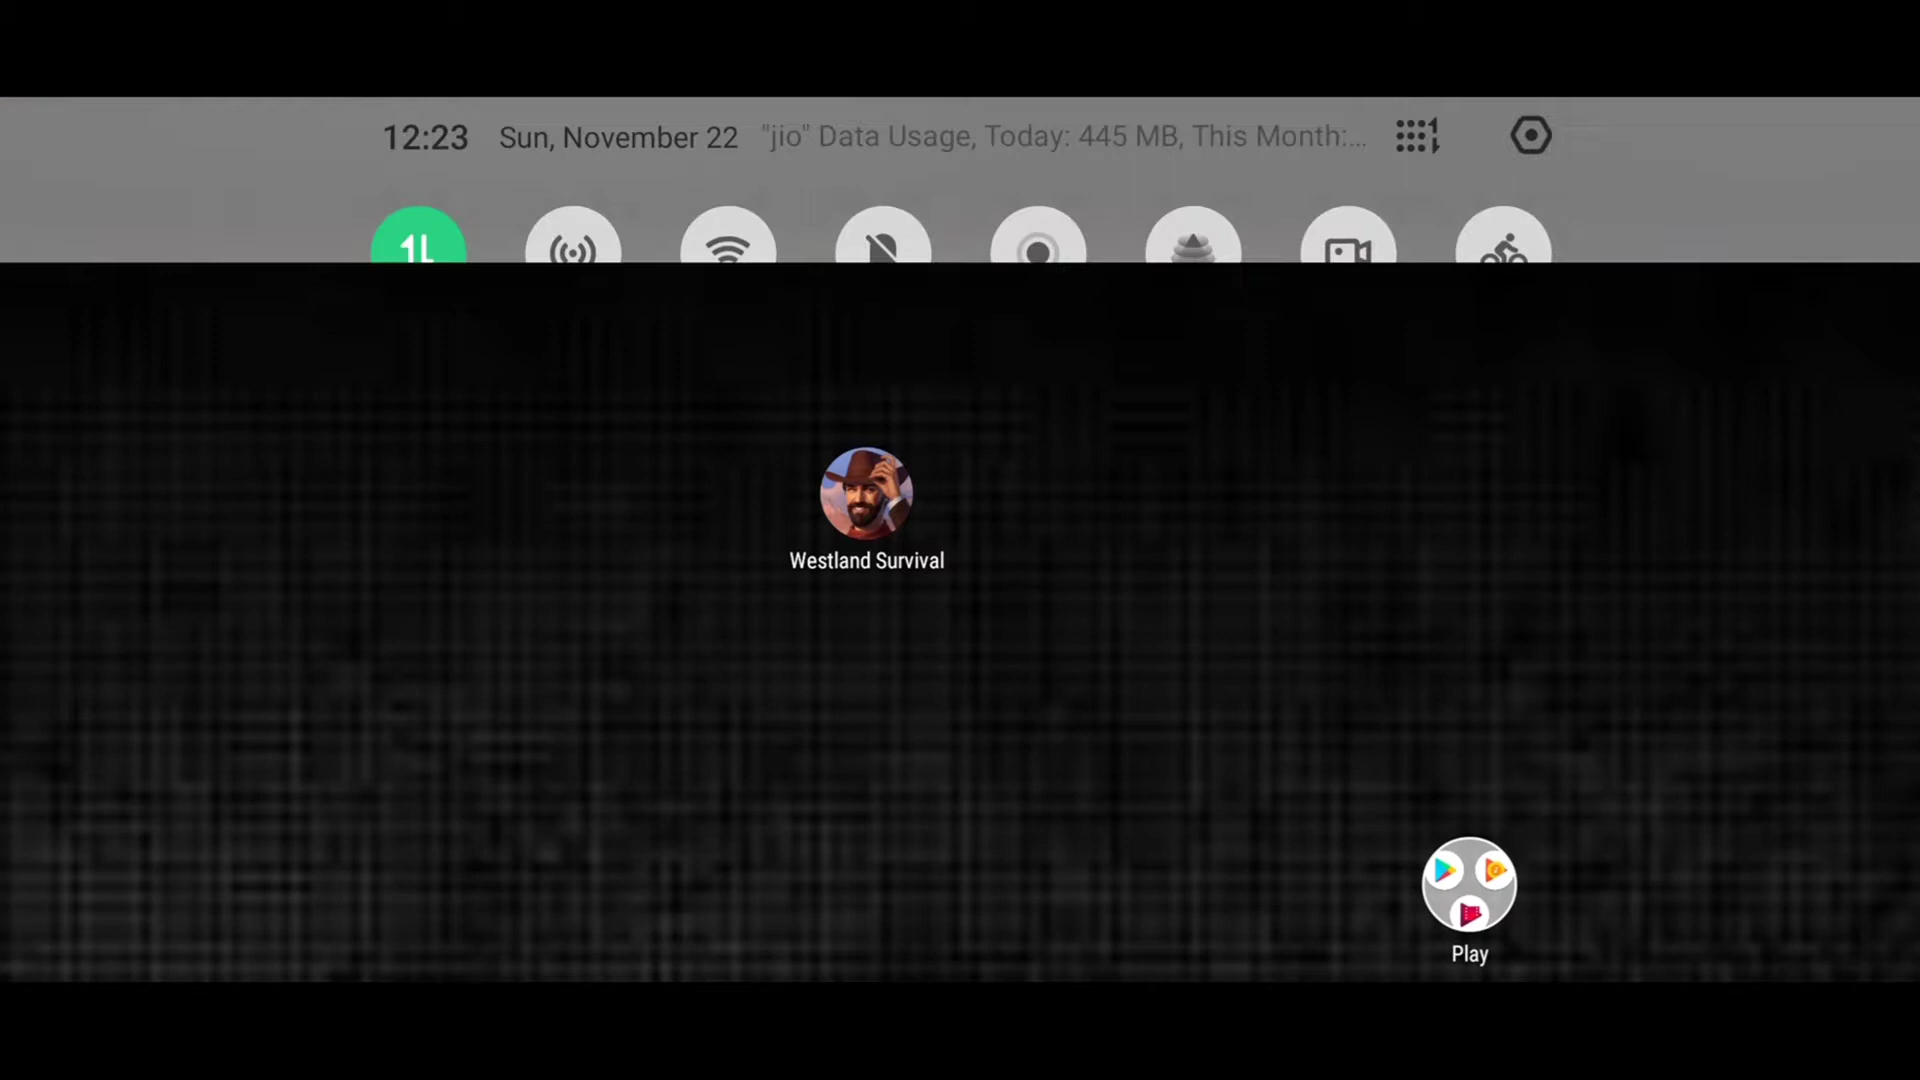 12:23 Sun, November 22 "jio" Data Usage, Today: 445 MB, This Month:...
Westland Survival
Play